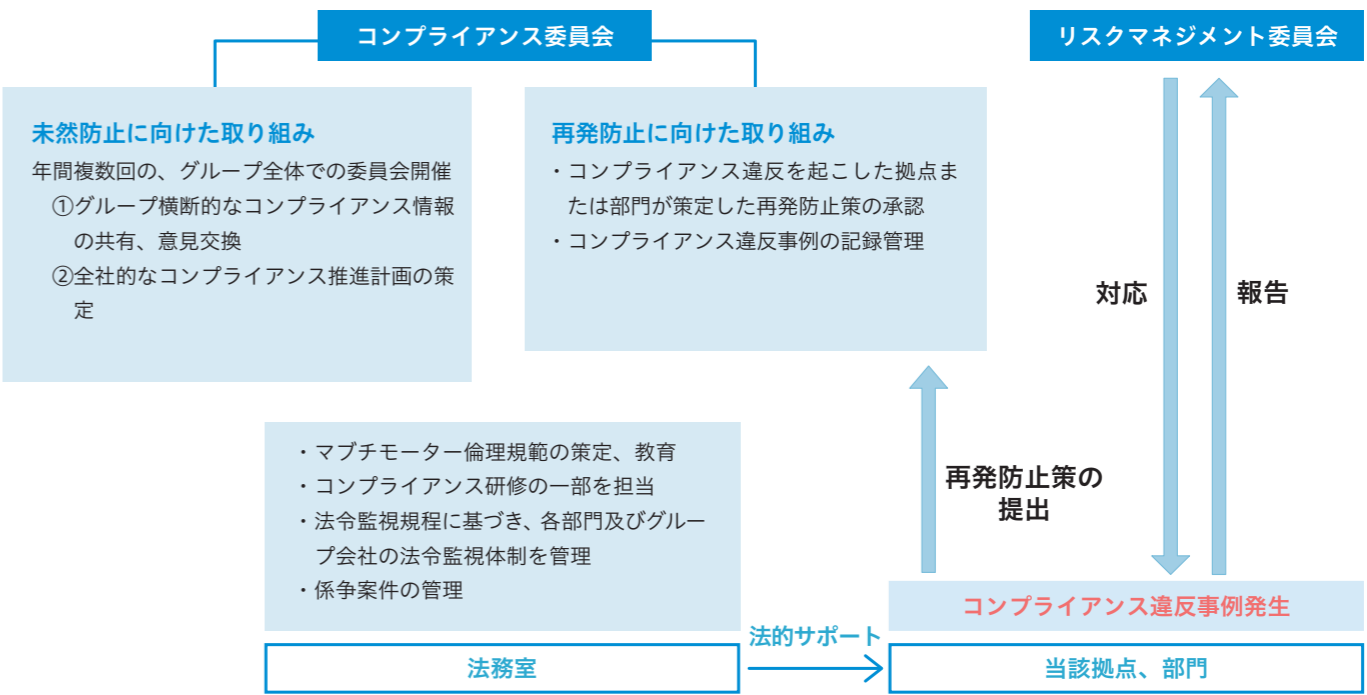 コンプライアンス委員会
リスクマネジメント委員会
未然防止に向けた取り組み
年間複数回の、グループ全体での委員会開催
①グループ横断的なコンプライアンス情報
の共有、意見交換
②全社的なコンプライアンス推進計画の策
定
再発防止に向けた取り組み
・コンプライアンス違反を起こした拠点ま
たは部門が策定した再発防止策の承認
・コンプライアンス違反事例の記録管理
対応
報告
・マブチモーター倫理規範の策定、教育
・コンプライアンス研修の一部を担当
・法令監視規程に基づき、各部門及びグルー
プ会社の法令監視体制を管理
・係争案件の管理
再発防止策の
提出
コンプライアンス違反事例発生
法務室
法的サポート
当該拠点、部門